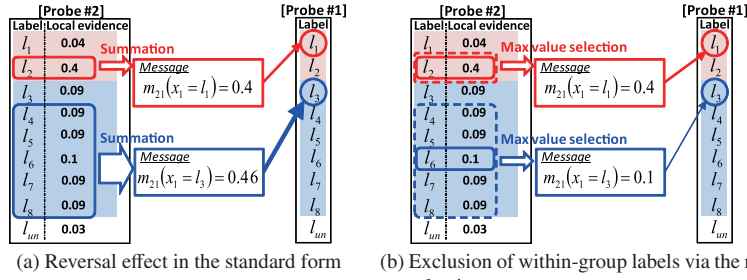 [Probe #2]
Label Local evidence
l1 0.04
l2 0.4
l3 0.09
l4 0.09
l5 0.09
l6 0.1
l7 0.09
l8 0.09
lun 0.03
Summation
Summation
Message
m21(x1 = l1) = 0.4
Message
m21(x1 = l3) = 0.46
[Probe #1]
Label
l1
l2
l3
l4
l5
l6
l7
l8
lun
(a) Reversal effect in the standard form
[Probe #2]
Label Local evidence
l1 0.04
l2 0.4
l3 0.09
l4 0.09
l5 0.09
l6 0.1
l7 0.09
l8 0.09
lun 0.03
Max value selection
Max value selection
Message
m21(x1 = l1) = 0.4
Message
m21(x1 = l3) = 0.1
[Probe #1]
Label
l1
l2
l3
l4
l5
l6
l7
l8
lun
(b) Exclusion of within-group labels via the